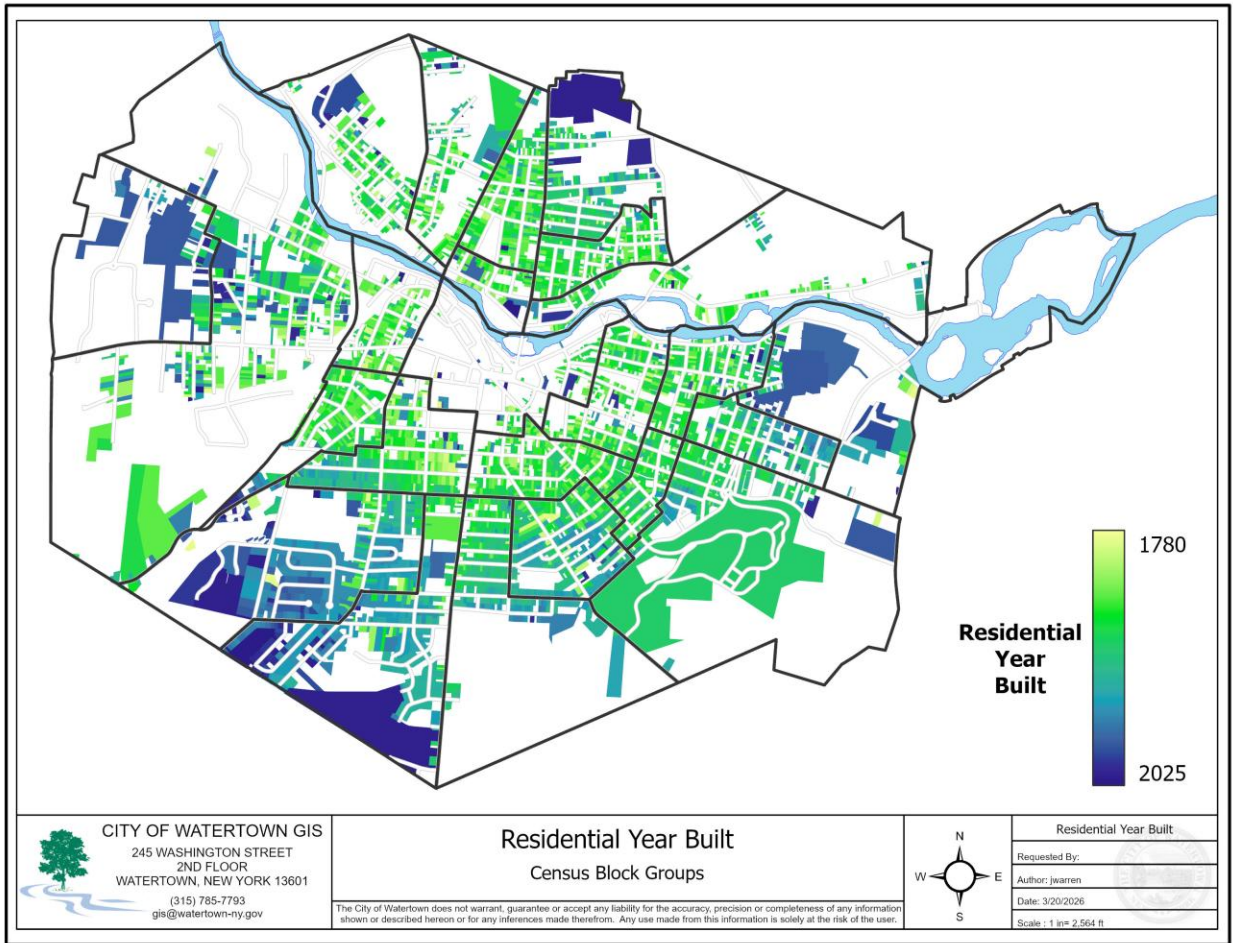 1780
Residential
Year
Built
2025
CITY OF WATERTOWN GIS
245 WASHINGTON STREET
2ND FLOOR
WATERTOWN, NEW YORK 13601
(315) 785-7793
gis@watertown-ny.gov
Residential Year Built
Census Block Groups
The City of Watertown does not warrant, guarantee or accept any liability for the accuracy, precision or completeness of any information
shown or described hereon or for any inferences made therefrom. Any use made from this information is solely at the risk of the user.
N
W E
S
Residential Year Built
Requested By:
Author: jwarren
Date: 3/20/2026
Scale : 1 in= 2,564 ft